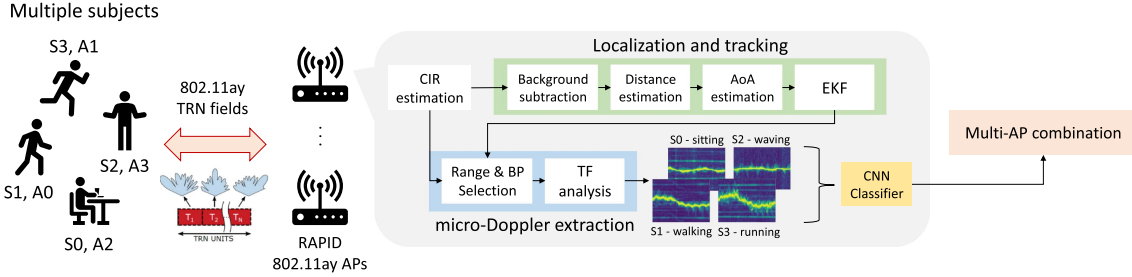 Multiple subjects
S3, A1
S2, A3
S1, A0
S0, A2
802.11ay
TRN fields
T1
T2
TN
TRN UNITS
RAPID
802.11ay APs
Localization and tracking
CIR
estimation
Background
subtraction
Distance
estimation
AoA
estimation
EKF
Range & BP
Selection
TF
analysis
micro-Doppler extraction
S0 - sitting
S2 - waving
S1 - walking
S3 - running
CNN
Classifier
Multi-AP combination